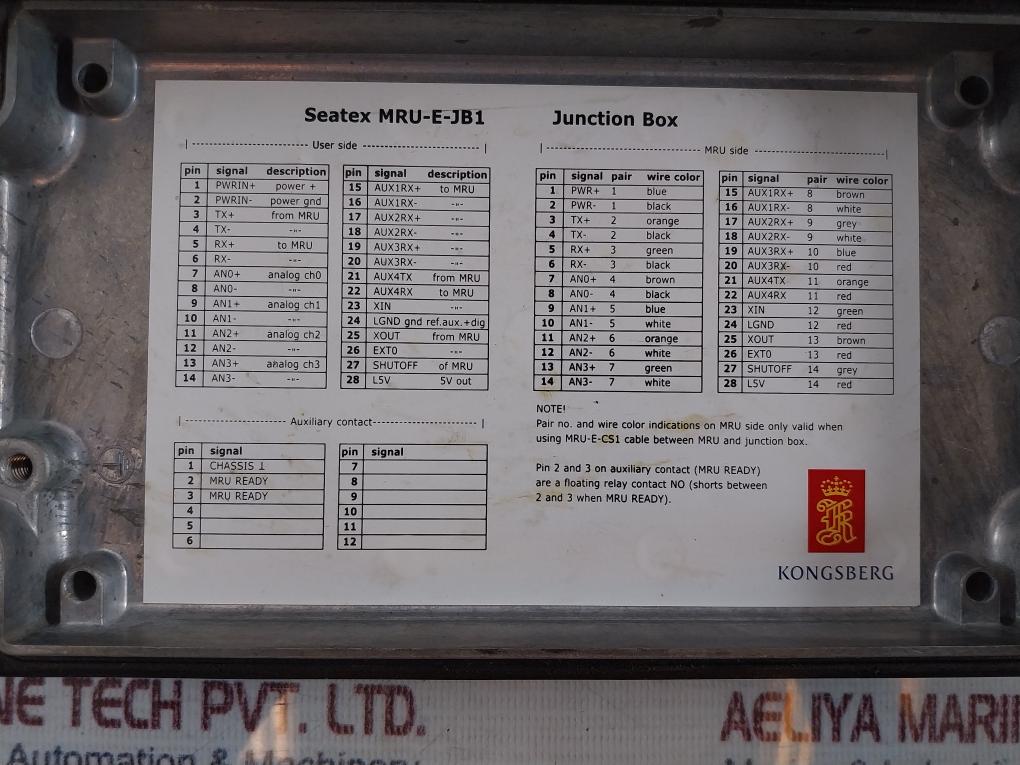 Seatex MRU-E-JB1 Junction Box
|----------------------------- User side -------------------------|
pin signal description
1 PWRIN+ power +
2 PWRIN- power gnd
3 TX+ from MRU
4 TX- -"-
5 RX+ to MRU
6 RX- -"-
7 AN0+ analog ch0
8 AN0- -"-
9 AN1+ analog ch1
10 AN1- -"-
11 AN2+ analog ch2
12 AN2- -"-
13 AN3+ analog ch3
14 AN3- -"-
pin signal description
15 AUX1RX+ to MRU
16 AUX1RX- -"-
17 AUX2RX+ -"-
18 AUX2RX- -"-
19 AUX3RX+ -"-
20 AUX3RX- -"-
21 AUX4TX from MRU
22 AUX4RX to MRU
23 XIN -"-
24 LGND gnd ref.aux.+dig
25 XOUT from MRU
26 EXT0 -"-
27 SHUTOFF of MRU
28 L5V 5V out
|---------------------- Auxiliary contact----------------------|
pin signal
1 CHASSIS ⊥
2 MRU READY
3 MRU READY
4
5
6
pin signal
7
8
9
10
11
12
|--------------------------------- MRU side ---------------------------|
pin signal pair wire color
1 PWR+ 1 blue
2 PWR- 1 black
3 TX+ 2 orange
4 TX- 2 black
5 RX+ 3 green
6 RX- 3 black
7 AN0+ 4 brown
8 AN0- 4 black
9 AN1+ 5 blue
10 AN1- 5 white
11 AN2+ 6 orange
12 AN2- 6 white
13 AN3+ 7 green
14 AN3- 7 white
pin signal pair wire color
15 AUX1RX+ 8 brown
16 AUX1RX- 8 white
17 AUX2RX+ 9 grey
18 AUX2RX- 9 white
19 AUX3RX+ 10 blue
20 AUX3RX- 10 red
21 AUX4TX 11 orange
22 AUX4RX 11 red
23 XIN 12 green
24 LGND 12 red
25 XOUT 13 brown
26 EXT0 13 red
27 SHUTOFF 14 grey
28 L5V 14 red
NOTE!
Pair no. and wire color indications on MRU side only valid when
using MRU-E-CS1 cable between MRU and junction box.
Pin 2 and 3 on auxiliary contact (MRU READY)
are a floating relay contact NO (shorts between
2 and 3 when MRU READY).
KONGSBERG
NE TECH PVT. LTD. AELIYA MARI
Automation & Machinery